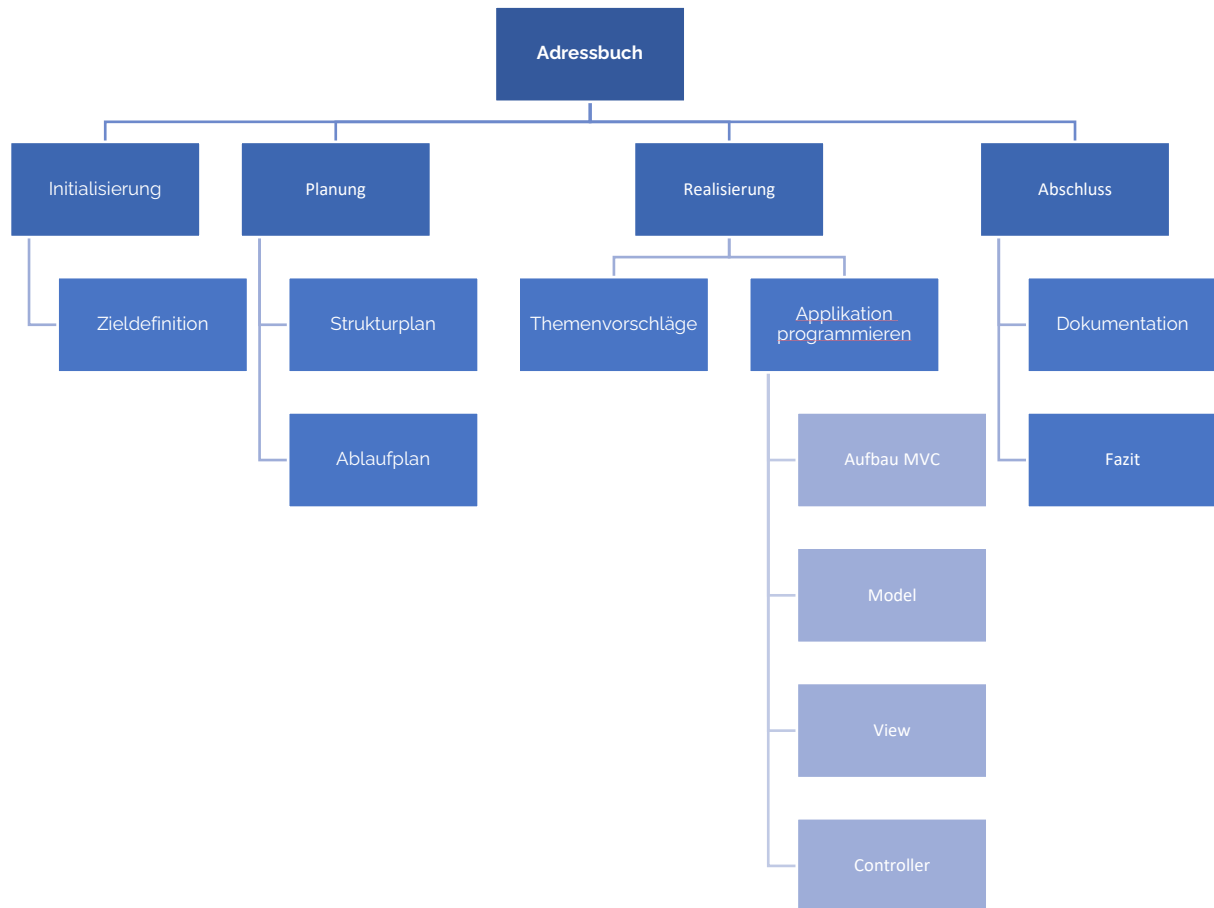 Adressbuch
Initialisierung
Planung
Realisierung
Abschluss
Zieldefinition
Strukturplan
Themenvorschläge
Applikation
programmieren
Dokumentation
Ablaufplan
Aufbau MVC
Fazit
Model
View
Controller